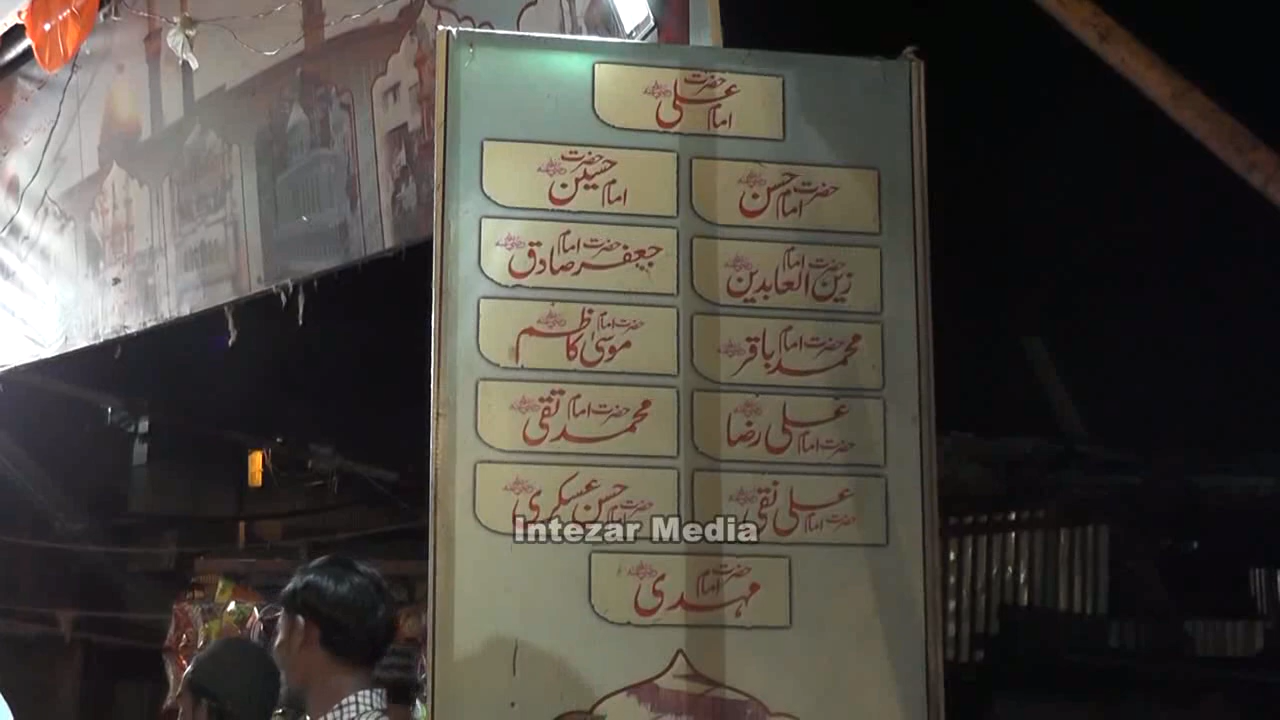 حضرت امام علی
حضرت امام حسن
حضرت امام حسین
حضرت امام زین العابدین
حضرت امام جعفر صادق
حضرت امام محمد باقر
حضرت امام موسیٰ کاظم
حضرت امام علی رضا
حضرت امام محمد تقی
حضرت امام علی نقی
حضرت امام حسن عسکری
حضرت امام مہدی
Intezar Media